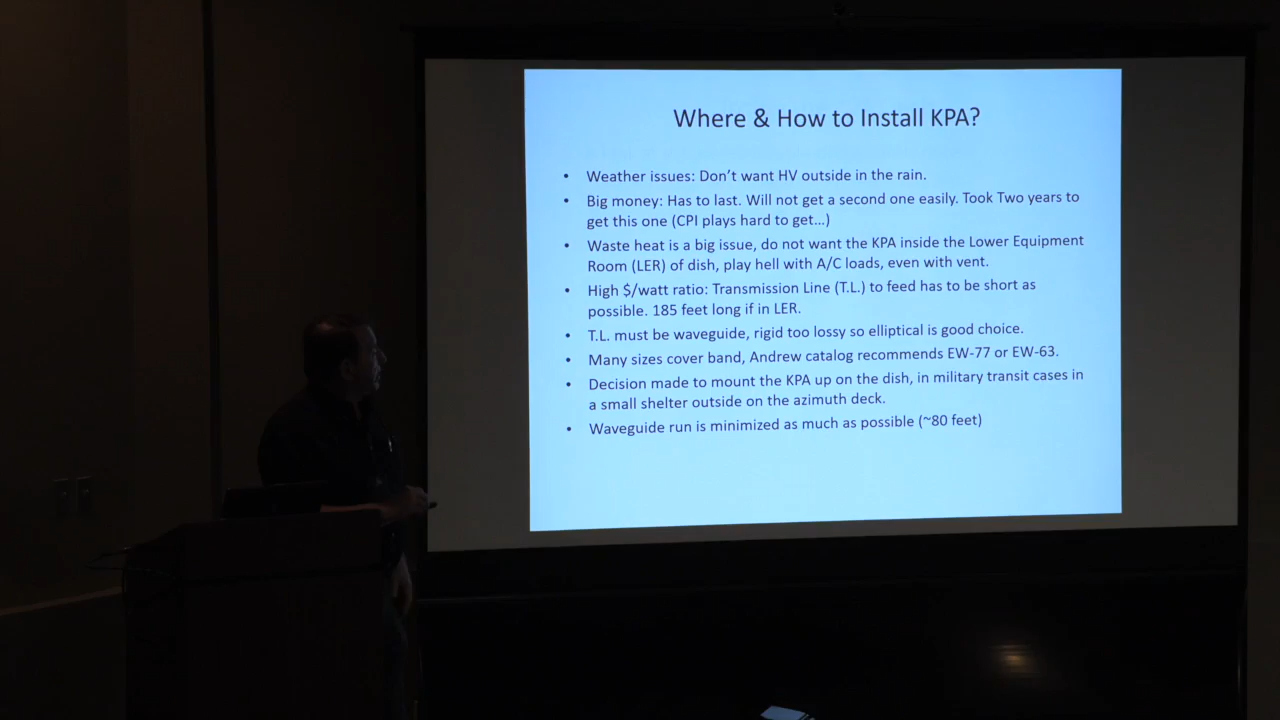 Where & How to Install KPA?
• Weather issues: Don't want HV outside in the rain.
• Big money: Has to last. Will not get a second one easily. Took Two years to
get this one (CPI plays hard to get...)
• Waste heat is a big issue, do not want the KPA inside the Lower Equipment
Room (LER) of dish, play hell with A/C loads, even with vent.
• High $/watt ratio: Transmission Line (T.L.) to feed has to be short as
possible. 185 feet long if in LER.
• T.L. must be waveguide, rigid too lossy so elliptical is good choice.
• Many sizes cover band, Andrew catalog recommends EW-77 or EW-63.
• Decision made to mount the KPA up on the dish, in military transit cases in
a small shelter outside on the azimuth deck.
• Waveguide run is minimized as much as possible (~80 feet)